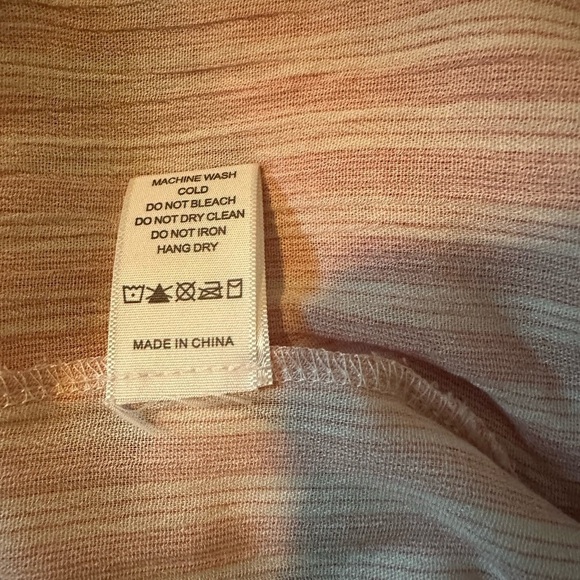 MACHINE WASH
COLD
DO NOT BLEACH
DO NOT DRY CLEAN
DO NOT IRON
HANG DRY
MADE IN CHINA